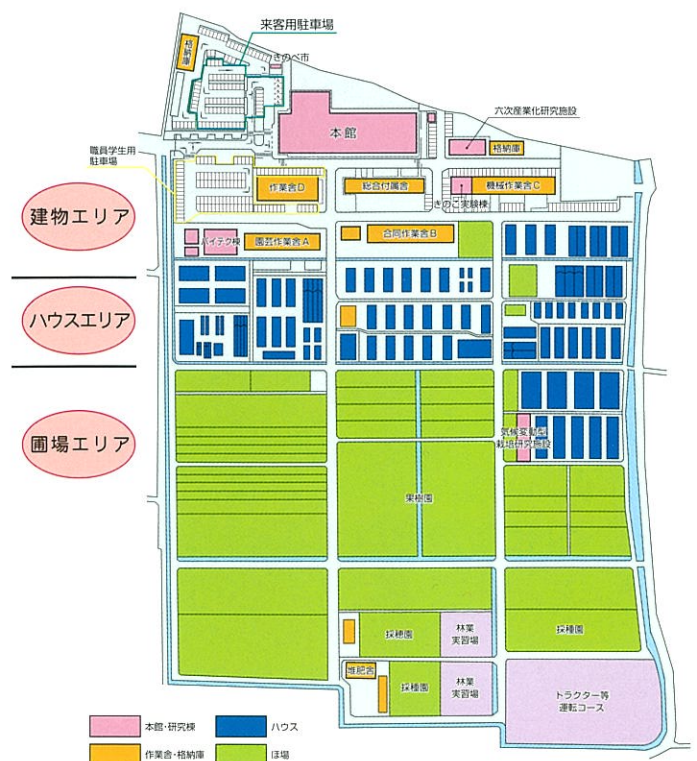 来客用駐車場
格納庫
きのべ市
本館
六次産業化研究施設
格納庫
職員学生用
駐車場
作業舎D
総合付属舎
機械作業舎C
きのこ実験棟
建物エリア
バイテク棟
園芸作業舎A
合同作業舎B
ハウスエリア
圃場エリア
気候変動型
栽培研究施設
果樹園
採穂園
林業
実習場
採種園
堆肥舎
採種園
林業
実習場
トラクター等
運転コース
本館・研究棟
ハウス
作業舎・格納庫
ほ場